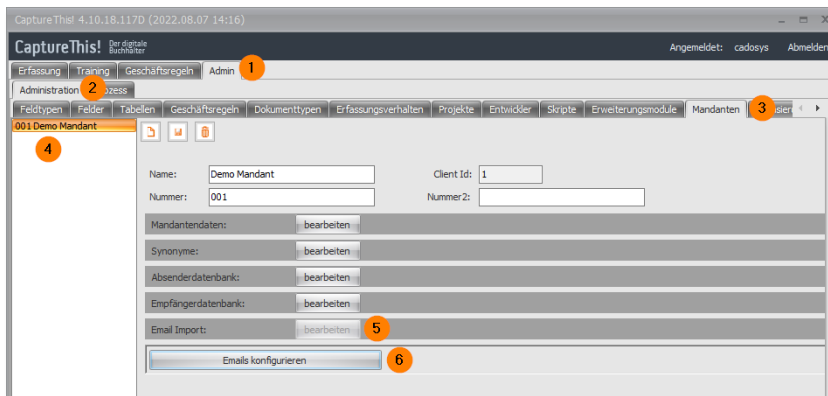 CaptureThis! 4.10.18.117D (2022.08.07 14:16)
CaptureThis! Der digitale Buchhalter
Angemeldet: cadosys Abmelden
Erfassung Training Geschäftsregeln Admin 1
Administration 2
Feldtypen Felder Tabellen Geschäftsregeln Dokumenttypen Erfassungsverhalten Projekte Entwickler Skripte Erweiterungsmodule Mandanten 3
001 Demo Mandant
4
Name: Demo Mandant Client Id: 1
Nummer: 001 Nummer2:
Mandantendaten: bearbeiten
Synonyme: bearbeiten
Absenderdatenbank: bearbeiten
Empfängerdatenbank: bearbeiten
Email Import: bearbeiten 5
Emails konfigurieren 6